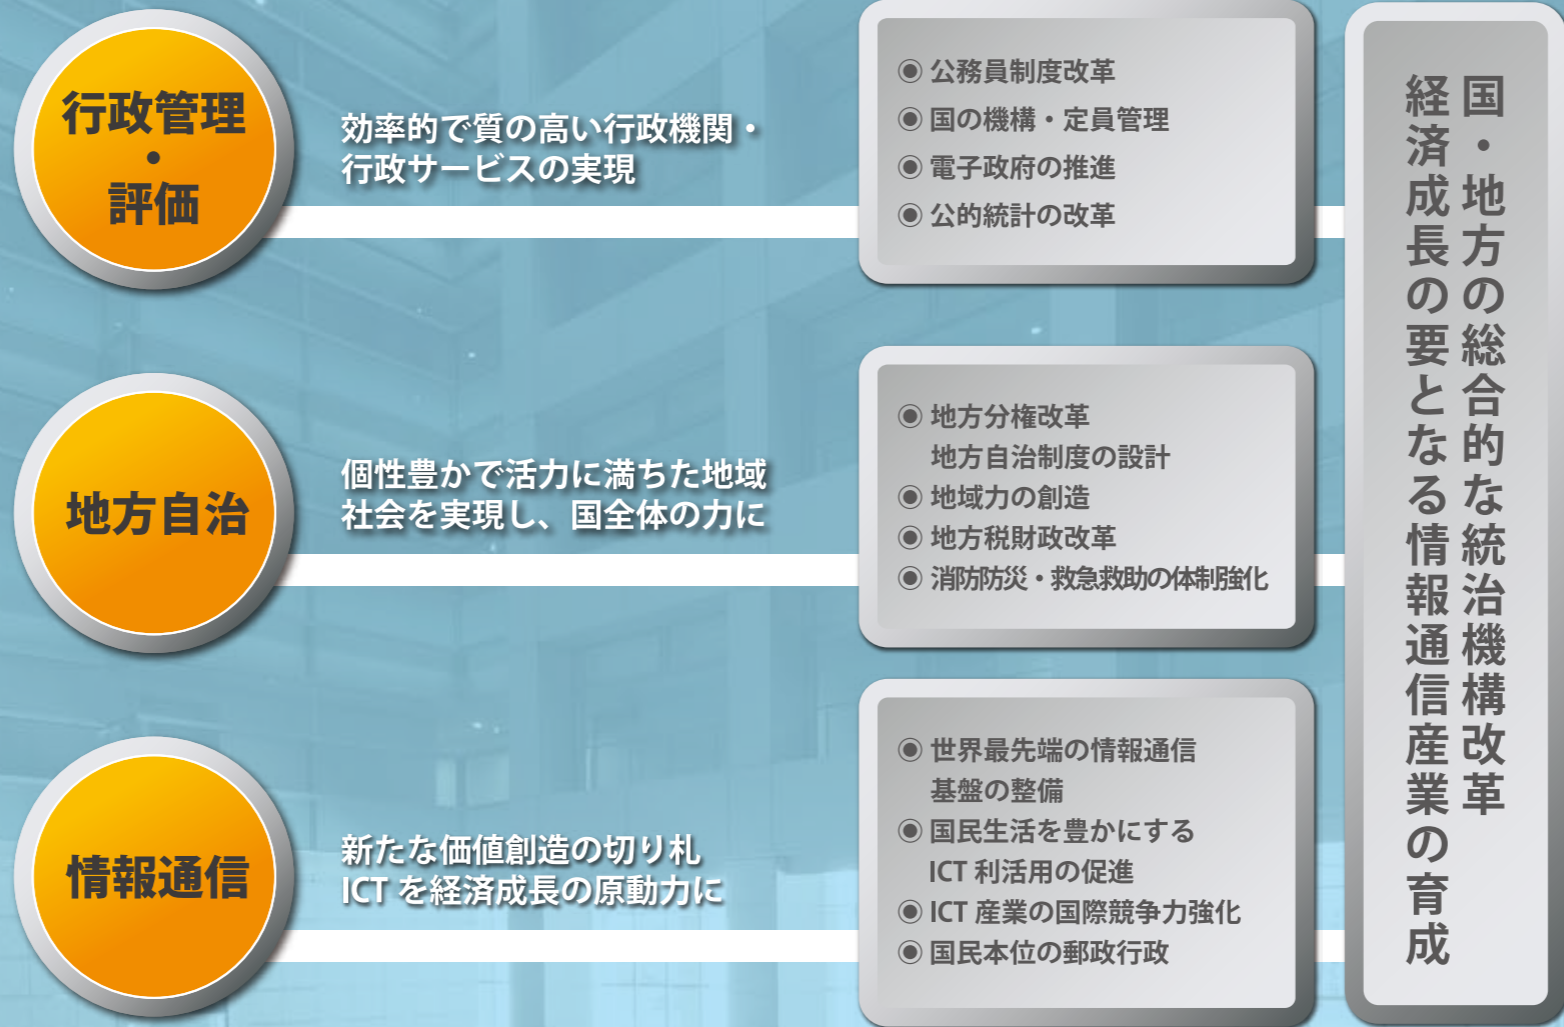 行政管理
・
評価
効率的で質の高い行政機関・
行政サービスの実現
◉ 公務員制度改革
◉ 国の機構・定員管理
◉ 電子政府の推進
◉ 公的統計の改革
地方自治
個性豊かで活力に満ちた地域
社会を実現し、国全体の力に
◉ 地方分権改革
地方自治制度の設計
◉ 地域力の創造
◉ 地方税財政改革
◉ 消防防災・救急救助の体制強化
情報通信
新たな価値創造の切り札
ICT を経済成長の原動力に
◉ 世界最先端の情報通信
基盤の整備
◉ 国民生活を豊かにする
ICT 利活用の促進
◉ ICT 産業の国際競争力強化
◉ 国民本位の郵政行政
国・地方の総合的な統治機構改革
経済成長の要となる情報通信産業の育成